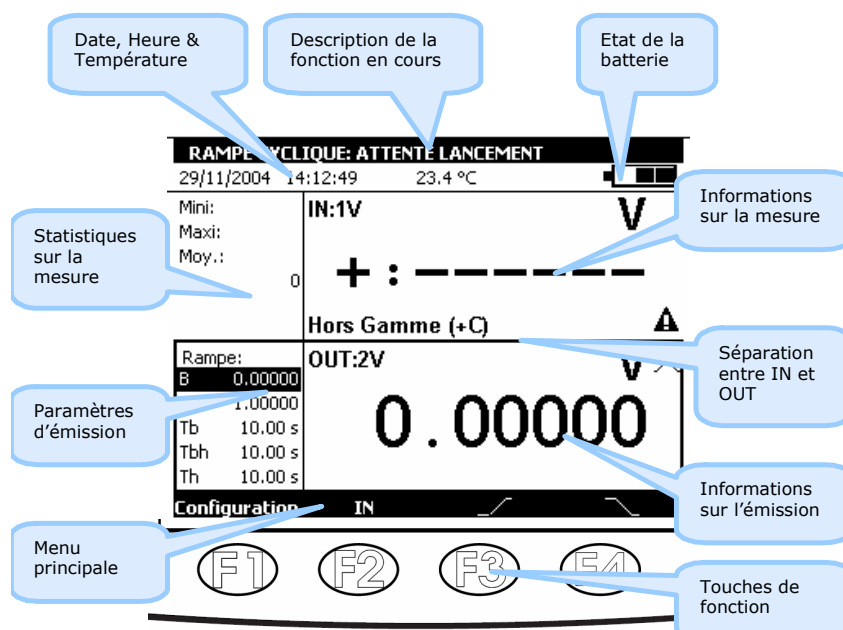 Date, Heure &
Température
Description de la
fonction en cours
Etat de la
batterie
RAMPE CYCLIQUE: ATTENTE LANCEMENT
29/11/2004 14:12:49 23.4 °C
Informations
sur la mesure
Statistiques
sur la
mesure
Mini:
Maxi:
Moy.:
0
IN:1V
V
+ : - - - - - -
Hors Gamme (+C)
Séparation
entre IN et
OUT
Paramètres
d'émission
Rampe:
B 0.00000
1.00000
Tb 10.00 s
Tbh 10.00 s
Th 10.00 s
OUT:2V
V
0.00000
Informations
sur l'émission
Configuration IN
Menu
principale
F1 F2 F3 F4
Touches de
fonction